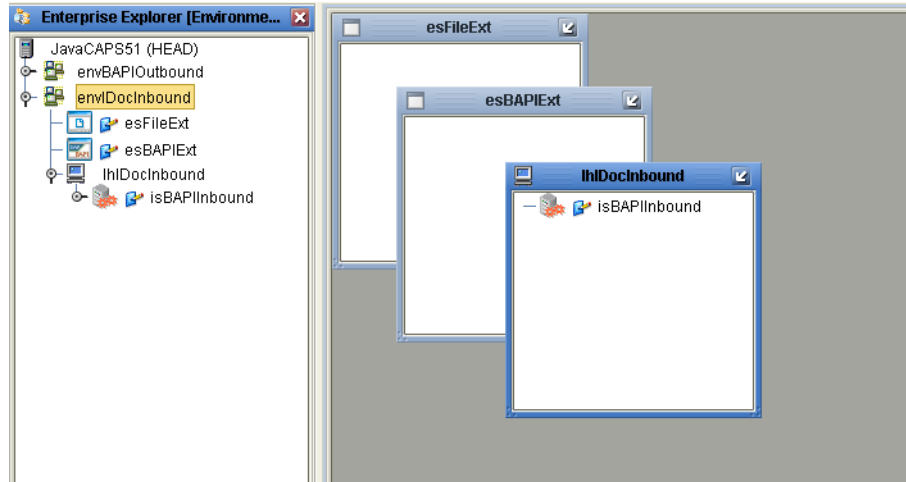 Enterprise Explorer [Environme...
JavaCAPS51 (HEAD)
envBAPIOutbound
envIDocInbound
esFileExt
esBAPIExt
lhIDocInbound
isBAPIInbound
esFileExt
esBAPIExt
lhIDocInbound
isBAPIInbound